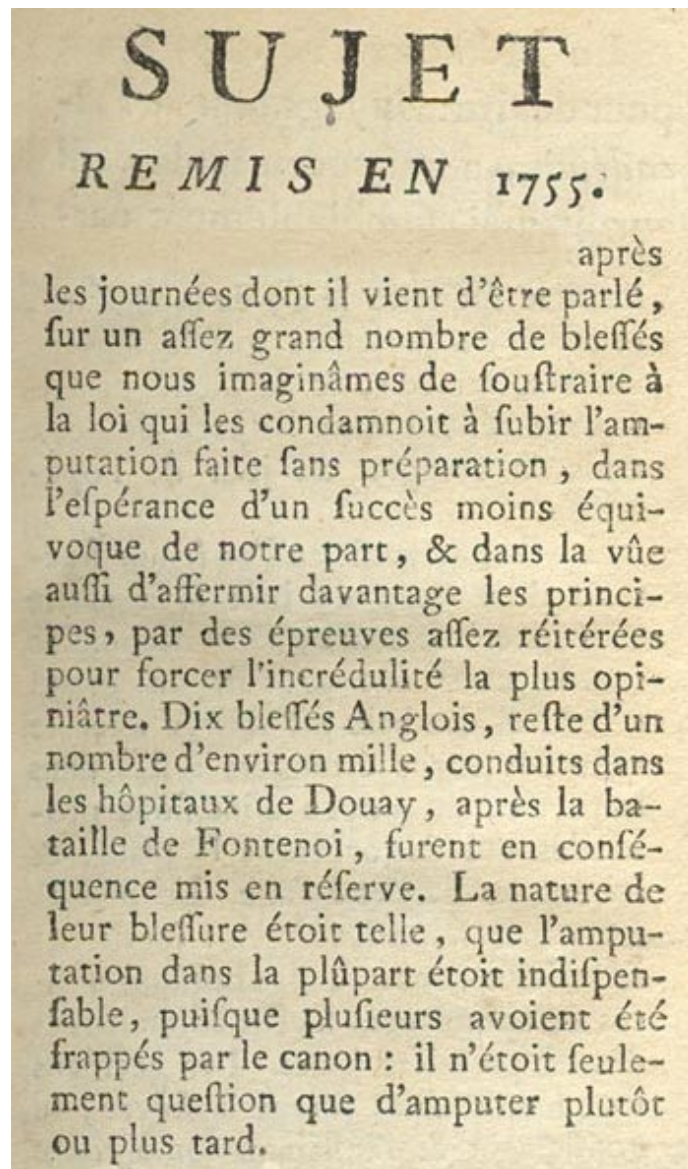 SUJET
REMIS EN 1755.
après
les journées dont il vient d'être parlé,
ſur un aſſez grand nombre de bleſſés
que nous imaginâmes de ſouſtraire à
la loi qui les condamnoit à ſubir l'am-
putation faite ſans préparation, dans
l'eſpérance d'un ſuccès moins équi-
voque de notre part, & dans la vûe
auſſi d'affermir davantage les princi-
pes, par des épreuves aſſez réitérées
pour forcer l'incrédulité la plus opi-
niâtre. Dix bleſſés Anglois, reſte d'un
nombre d'environ mille, conduits dans
les hôpitaux de Douay, après la ba-
taille de Fontenoi, furent en conſé-
quence mis en réſerve. La nature de
leur bleſſure étoit telle, que l'ampu-
tation dans la plûpart étoit indiſpen-
ſable, puiſque pluſieurs avoient été
frappés par le canon : il n'étoit ſeule-
ment queſtion que d'amputer plutôt
ou plus tard.